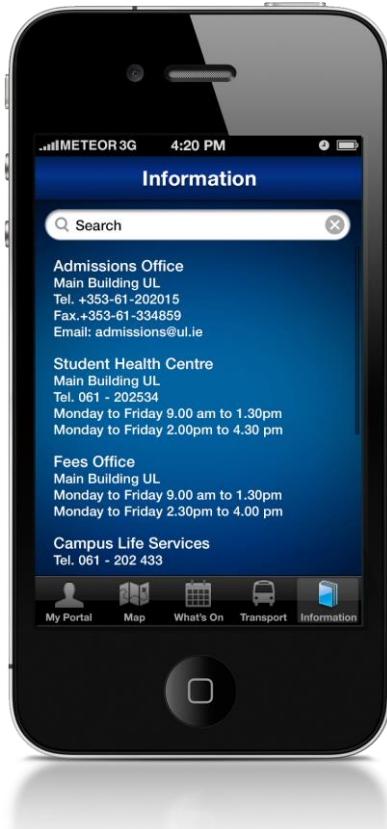 METEOR 3G 4:20 PM
Information
Search
Admissions Office
Main Building UL
Tel. +353-61-202015
Fax.+353-61-334859
Email: admissions@ul.ie
Student Health Centre
Main Building UL
Tel. 061 - 202534
Monday to Friday 9.00 am to 1.30pm
Monday to Friday 2.00pm to 4.30 pm
Fees Office
Main Building UL
Monday to Friday 9.00 am to 1.30pm
Monday to Friday 2.30pm to 4.00 pm
Campus Life Services
Tel. 061 - 202 433
My Portal Map What's On Transport Information